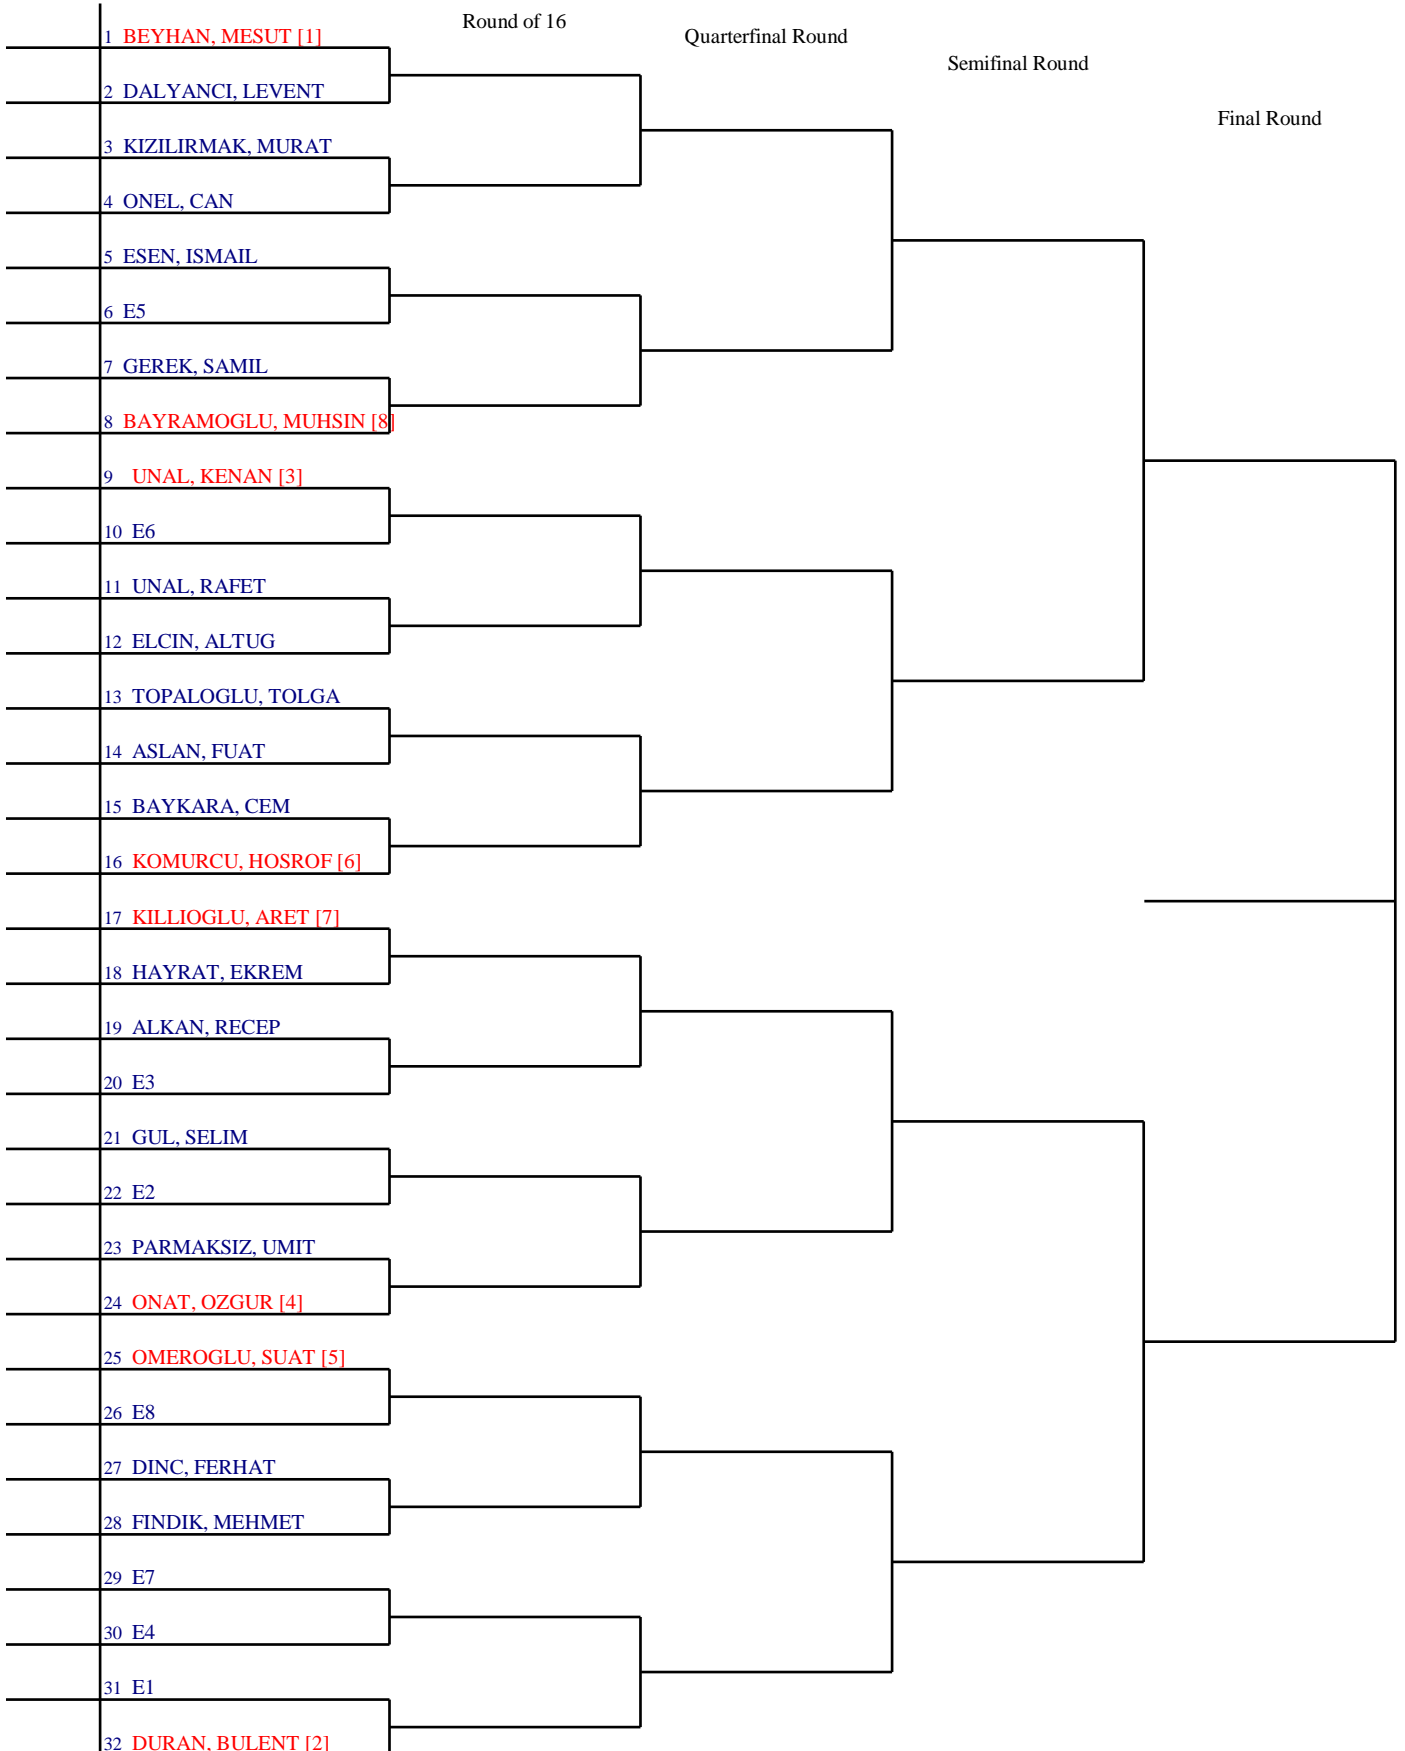 Round of 16
Quarterfinal Round
Semifinal Round
Final Round
1 BEYHAN, MESUT [1]
2 DALYANCI, LEVENT
3 KIZILIRMAK, MURAT
4 ONEL, CAN
5 ESEN, ISMAIL
6 E5
7 GEREK, SAMIL
8 BAYRAMOGLU, MUHSIN [8]
9 UNAL, KENAN [3]
10 E6
11 UNAL, RAFET
12 ELCIN, ALTUG
13 TOPALOGLU, TOLGA
14 ASLAN, FUAT
15 BAYKARA, CEM
16 KOMURCU, HOSROF [6]
17 KILLIOGLU, ARET [7]
18 HAYRAT, EKREM
19 ALKAN, RECEP
20 E3
21 GUL, SELIM
22 E2
23 PARMAKSIZ, UMIT
24 ONAT, OZGUR [4]
25 OMEROGLU, SUAT [5]
26 E8
27 DINC, FERHAT
28 FINDIK, MEHMET
29 E7
30 E4
31 E1
32 DURAN, BULENT [2]